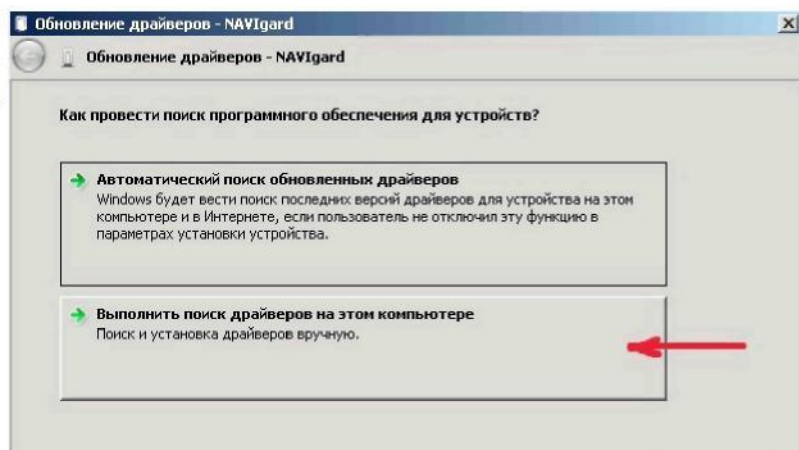 Обновление драйверов - NAVIgard
Обновление драйверов - NAVIgard
Как провести поиск программного обеспечения для устройств?
Автоматический поиск обновленных драйверов
Windows будет вести поиск последних версий драйверов для устройства на этом
компьютере и в Интернете, если пользователь не отключил эту функцию в
параметрах установки устройства.
Выполнить поиск драйверов на этом компьютере
Поиск и установка драйверов вручную.